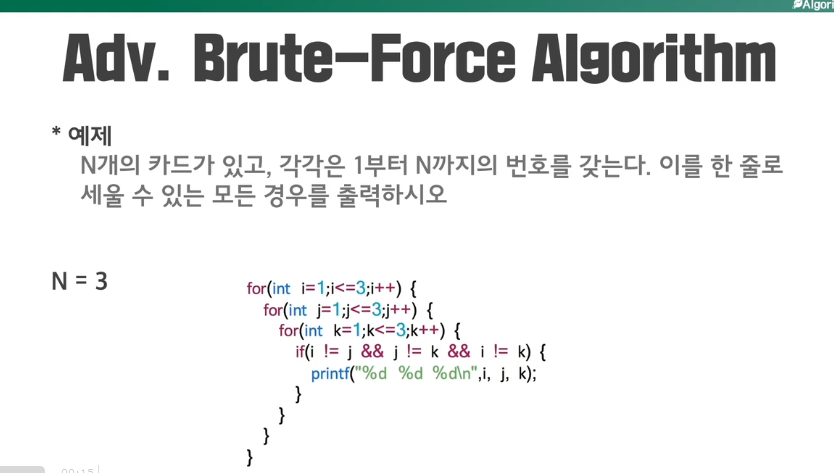 Algori
Adv. Brute-Force Algorithm
* 예제
N개의 카드가 있고, 각각은 1부터 N까지의 번호를 갖는다. 이를 한 줄로
세울 수 있는 모든 경우를 출력하시오
N = 3
for(int i=1;i<=3;i++) {
for(int j=1;j<=3;j++) {
for(int k=1;k<=3;k++) {
if(i != j && j != k && i != k) {
printf("%d %d %d\n",i, j, k);
}
}
}
}
00:15